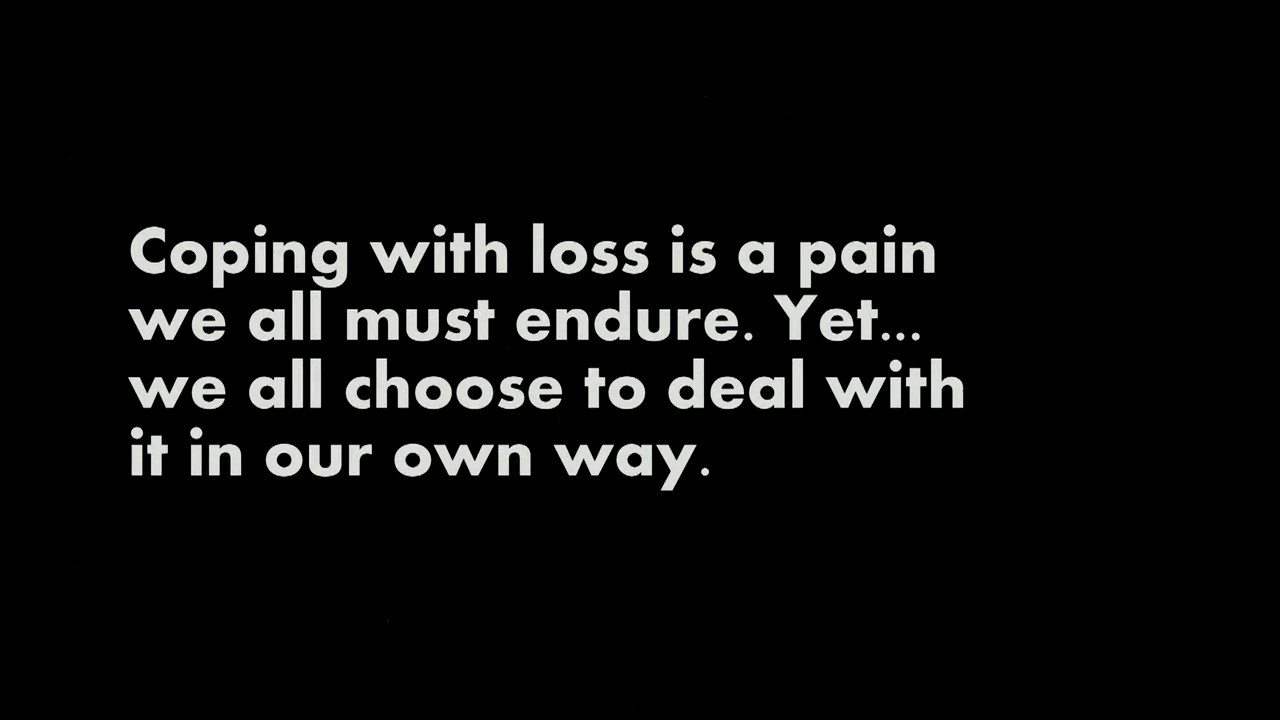 Coping with loss is a pain
we all must endure. Yet...
we all choose to deal with
it in our own way.